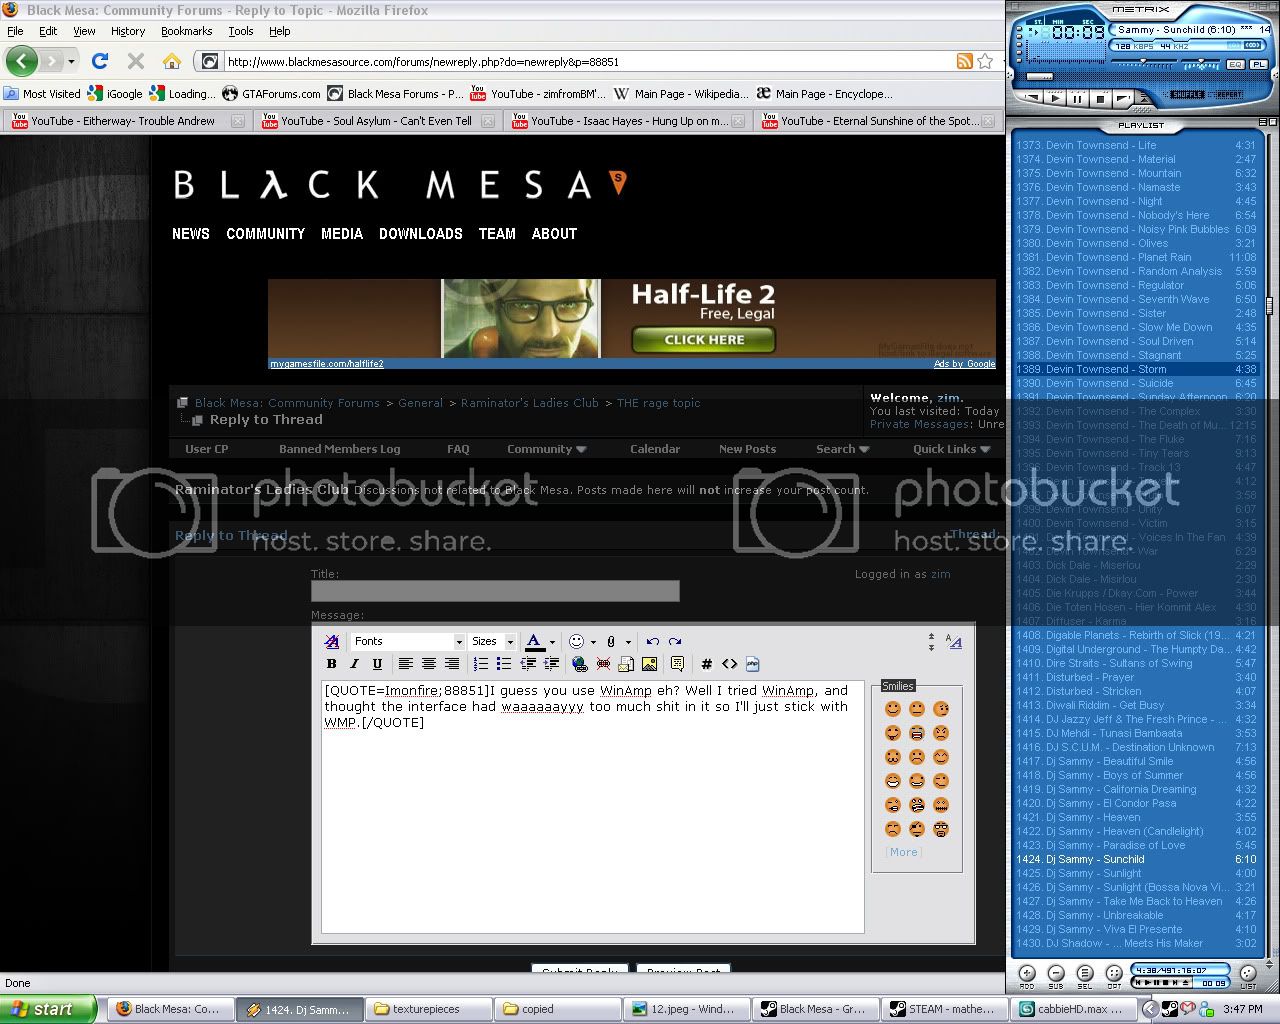 Black Mesa: Community Forums - Reply to Topic - Mozilla Firefox
File Edit View History Bookmarks Tools Help
http://www.blackmesasource.com/forums/newreply.php?do=newreply&p=88851
Most Visited iGoogle Loading... GTAForums.com Black Mesa Forums - P... YouTube - zimfromBM'... Main Page - Wikipedia... Main Page - Encyclope...
YouTube - Eitherway- Trouble Andrew YouTube - Soul Asylum - Can't Even Tell YouTube - Isaac Hayes - Hung Up on m... YouTube - Eternal Sunshine of the Spot...
BLACK MESA
S
NEWS COMMUNITY MEDIA DOWNLOADS TEAM ABOUT
Half-Life 2
Free, Legal
CLICK HERE
MyGamesFile does not
host/link to illegal software
mygamesfile.com/halflife2 Ads by Google
Black Mesa: Community Forums > General > Raminator's Ladies Club > THE rage topic
Reply to Thread
Welcome, zim.
You last visited: Today
Private Messages: Unre
User CP Banned Members Log FAQ Community Calendar New Posts Search Quick Links
Raminator's Ladies Club Discussions not related to Black Mesa. Posts made here will not increase your post count.
photobucket
host. store. share.
photobucket
host. store. share.
Reply to Thread Thread
Title: Logged in as zim
Message:
Fonts Sizes A
B I U #
[QUOTE=Imonfire;88851]I guess you use WinAmp eh? Well I tried WinAmp, and
thought the interface had waaaaaayyy too much shit in it so I'll just stick with
WMP.[/QUOTE]
Smilies
[More]
Submit Reply Preview Post
Done
METRIX
ST. MIN SEC
00:09 Sammy - Sunchild (6:10) *** 14
128 KBPS 44 KHZ
EQ PL
SHUFFLE REPEAT
PLAYLIST
1373. Devin Townsend - Life 4:31
1374. Devin Townsend - Material 2:47
1375. Devin Townsend - Mountain 6:32
1376. Devin Townsend - Namaste 3:43
1377. Devin Townsend - Night 4:45
1378. Devin Townsend - Nobody's Here 6:54
1379. Devin Townsend - Noisy Pink Bubbles 6:09
1380. Devin Townsend - Olives 3:21
1381. Devin Townsend - Planet Rain 11:08
1382. Devin Townsend - Random Analysis 5:59
1383. Devin Townsend - Regulator 5:06
1384. Devin Townsend - Seventh Wave 6:50
1385. Devin Townsend - Sister 2:48
1386. Devin Townsend - Slow Me Down 4:35
1387. Devin Townsend - Soul Driven 5:14
1388. Devin Townsend - Stagnant 5:25
1389. Devin Townsend - Storm 4:38
1390. Devin Townsend - Suicide 6:45
1391. Devin Townsend - Sunday Afternoon 6:20
1392. Devin Townsend - The Complex 3:30
1393. Devin Townsend - The Death of Mu... 12:15
1394. Devin Townsend - The Fluke 7:16
1395. Devin Townsend - Tiny Tears 9:13
1396. Devin Townsend - Track 13 4:47
4:12
3:58
1399. Devin Townsend - Unity 6:07
1400. Devin Townsend - Victim 3:15
1401. Devin Townsend - Voices In The Fan 4:39
1402. Devin Townsend - War 6:29
1403. Dick Dale - Miserlou 2:29
1404. Dick Dale - Misirlou 2:30
1405. Die Krupps / Dkay.Com - Power 3:44
1406. Die Toten Hosen - Hier Kommt Alex 4:30
1407. Diffuser - Karma 3:16
1408. Digable Planets - Rebirth of Slick (19... 4:21
1409. Digital Underground - The Humpty Da... 4:42
1410. Dire Straits - Sultans of Swing 5:47
1411. Disturbed - Prayer 3:40
1412. Disturbed - Stricken 4:07
1413. Diwali Riddim - Get Busy 3:34
1414. DJ Jazzy Jeff & The Fresh Prince - ... 4:32
1415. DJ Mehdi - Tunasi Bambaata 3:53
1416. DJ S.C.U.M. - Destination Unknown 7:13
1417. Dj Sammy - Beautiful Smile 4:56
1418. Dj Sammy - Boys of Summer 4:56
1419. Dj Sammy - California Dreaming 4:32
1420. Dj Sammy - El Condor Pasa 4:22
1421. Dj Sammy - Heaven 3:55
1422. Dj Sammy - Heaven (Candlelight) 4:02
1423. Dj Sammy - Paradise of Love 5:45
1424. Dj Sammy - Sunchild 6:10
1425. Dj Sammy - Sunlight 4:00
1426. Dj Sammy - Sunlight (Bossa Nova Vi... 3:21
1427. Dj Sammy - Take Me Back to Heaven 4:26
1428. Dj Sammy - Unbreakable 4:17
1429. Dj Sammy - Viva El Presente 4:10
1430. DJ Shadow - ... Meets His Maker 3:02
ADD SUB SEL OPT 4:38/491:16:07 00 09 LIST
start Black Mesa: Co... 1424. Dj Samm... texturepieces copied 12.jpeg - Wind... Black Mesa - Gr... STEAM - mathe... cabbieHD.max 3:47 PM